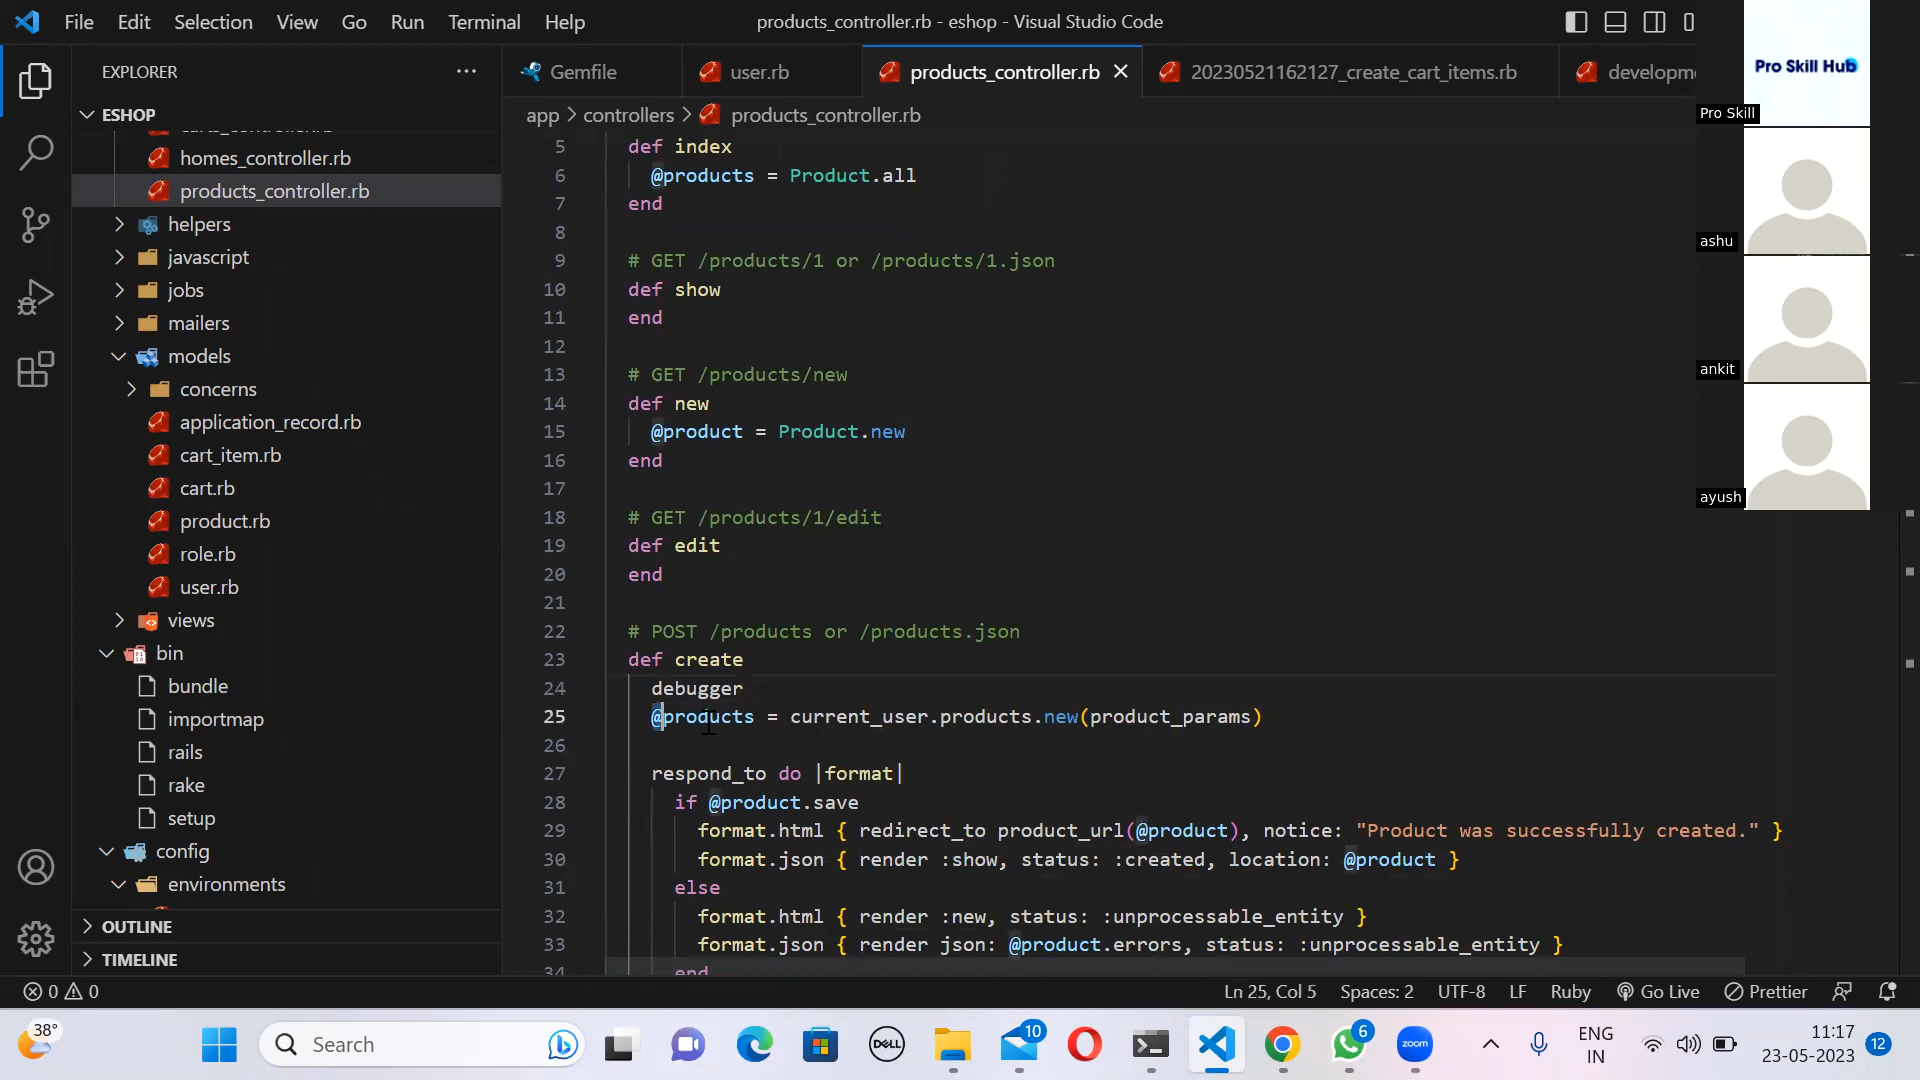 File Edit Selection View Go Run Terminal Help
products_controller.rb - eshop - Visual Studio Code
EXPLORER
ESHOP
homes_controller.rb
products_controller.rb
helpers
javascript
jobs
mailers
models
concerns
application_record.rb
cart_item.rb
cart.rb
product.rb
role.rb
user.rb
views
bin
bundle
importmap
rails
rake
setup
config
environments
OUTLINE
TIMELINE
Gemfile
user.rb
products_controller.rb
20230521162127_create_cart_items.rb
developm
app > controllers > products_controller.rb
5 def index
6 @products = Product.all
7 end
8
9 # GET /products/1 or /products/1.json
10 def show
11 end
12
13 # GET /products/new
14 def new
15 @product = Product.new
16 end
17
18 # GET /products/1/edit
19 def edit
20 end
21
22 # POST /products or /products.json
23 def create
24 debugger
25 @products = current_user.products.new(product_params)
26
27 respond_to do |format|
28 if @product.save
29 format.html { redirect_to product_url(@product), notice: "Product was successfully created." }
30 format.json { render :show, status: :created, location: @product }
31 else
32 format.html { render :new, status: :unprocessable_entity }
33 format.json { render json: @product.errors, status: :unprocessable_entity }
34 end
Pro Skill Hub
Pro Skill
ashu
ankit
ayush
0 0
Ln 25, Col 5 Spaces: 2 UTF-8 LF Ruby Go Live Prettier
38°
Search
DELL
10
6
zoom
ENG
IN
11:17
23-05-2023
12